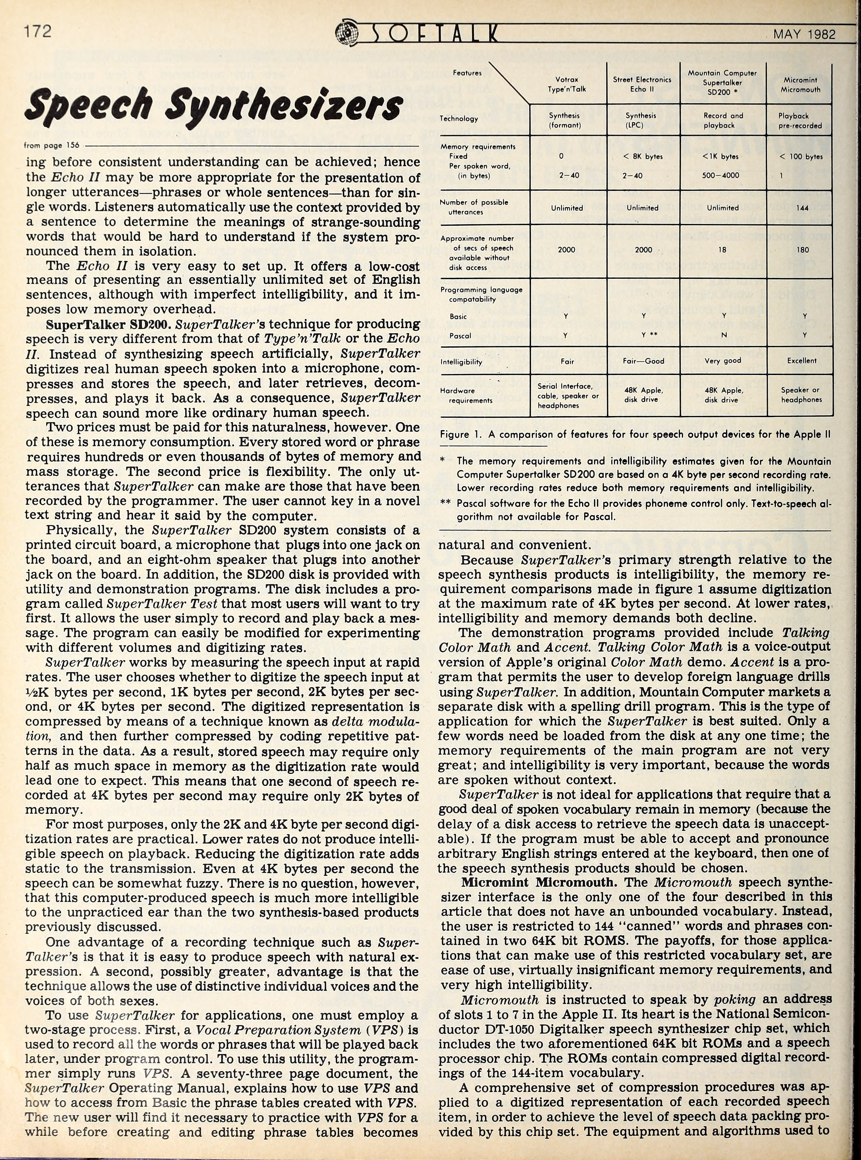 172
SOFTALK
MAY 1982
Speech Synthesizers
from page 156
ing before consistent understanding can be achieved; hence
the Echo II may be more appropriate for the presentation of
longer utterances—phrases or whole sentences—than for sin-
gle words. Listeners automatically use the context provided by
a sentence to determine the meanings of strange-sounding
words that would be hard to understand if the system pro-
nounced them in isolation.
The Echo II is very easy to set up. It offers a low-cost
means of presenting an essentially unlimited set of English
sentences, although with imperfect intelligibility, and it im-
poses low memory overhead.
SuperTalker SD200. SuperTalker's technique for producing
speech is very different from that of Type'n'Talk or the Echo
II. Instead of synthesizing speech artificially, SuperTalker
digitizes real human speech spoken into a microphone, com-
presses and stores the speech, and later retrieves, decom-
presses, and plays it back. As a consequence, SuperTalker
speech can sound more like ordinary human speech.
Two prices must be paid for this naturalness, however. One
of these is memory consumption. Every stored word or phrase
requires hundreds or even thousands of bytes of memory and
mass storage. The second price is flexibility. The only ut-
terances that SuperTalker can make are those that have been
recorded by the programmer. The user cannot key in a novel
text string and hear it said by the computer.
Physically, the SuperTalker SD200 system consists of a
printed circuit board, a microphone that plugs into one jack on
the board, and an eight-ohm speaker that plugs into another
jack on the board. In addition, the SD200 disk is provided with
utility and demonstration programs. The disk includes a pro-
gram called SuperTalker Test that most users will want to try
first. It allows the user simply to record and play back a mes-
sage. The program can easily be modified for experimenting
with different volumes and digitizing rates.
SuperTalker works by measuring the speech input at rapid
rates. The user chooses whether to digitize the speech input at
½K bytes per second, 1K bytes per second, 2K bytes per sec-
ond, or 4K bytes per second. The digitized representation is
compressed by means of a technique known as delta modula-
tion, and then further compressed by coding repetitive pat-
terns in the data. As a result, stored speech may require only
half as much space in memory as the digitization rate would
lead one to expect. This means that one second of speech re-
corded at 4K bytes per second may require only 2K bytes of
memory.
For most purposes, only the 2K and 4K byte per second digi-
tization rates are practical. Lower rates do not produce intelli-
gible speech on playback. Reducing the digitization rate adds
static to the transmission. Even at 4K bytes per second the
speech can be somewhat fuzzy. There is no question, however,
that this computer-produced speech is much more intelligible
to the unpracticed ear than the two synthesis-based products
previously discussed.
One advantage of a recording technique such as Super-
Talker's is that it is easy to produce speech with natural ex-
pression. A second, possibly greater, advantage is that the
technique allows the use of distinctive individual voices and the
voices of both sexes.
To use SuperTalker for applications, one must employ a
two-stage process. First, a Vocal Preparation System (VPS) is
used to record all the words or phrases that will be played back
later, under program control. To use this utility, the program-
mer simply runs VPS. A seventy-three page document, the
SuperTalker Operating Manual, explains how to use VPS and
how to access from Basic the phrase tables created with VPS.
The new user will find it necessary to practice with VPS for a
while before creating and editing phrase tables becomes
Features
Votrax Type'n'Talk
Street Electronics Echo II
Mountain Computer Supertalker SD200 *
Micromint Micromouth
Technology
Synthesis (formant)
Synthesis (LPC)
Record and playback
Playback pre-recorded
Memory requirements
Fixed 0 < 8K bytes <1K bytes < 100 bytes
Per spoken word,
(in bytes) 2–40 2–40 500–4000 1
Number of possible
utterances Unlimited Unlimited Unlimited 144
Approximate number
of secs of speech 2000 2000 18 180
available without
disk access
Programming language
compatability
Basic Y Y Y Y
Pascal Y Y ** N Y
Intelligibility Fair Fair—Good Very good Excellent
Hardware
requirements
Serial Interface, cable, speaker or headphones
48K Apple, disk drive
48K Apple, disk drive
Speaker or headphones
Figure 1. A comparison of features for four speech output devices for the Apple II
* The memory requirements and intelligibility estimates given for the Mountain
Computer Supertalker SD200 are based on a 4K byte per second recording rate.
Lower recording rates reduce both memory requirements and intelligibility.
** Pascal software for the Echo II provides phoneme control only. Text-to-speech al-
gorithm not available for Pascal.
natural and convenient.
Because SuperTalker's primary strength relative to the
speech synthesis products is intelligibility, the memory re-
quirement comparisons made in figure 1 assume digitization
at the maximum rate of 4K bytes per second. At lower rates,
intelligibility and memory demands both decline.
The demonstration programs provided include Talking
Color Math and Accent. Talking Color Math is a voice-output
version of Apple's original Color Math demo. Accent is a pro-
gram that permits the user to develop foreign language drills
using SuperTalker. In addition, Mountain Computer markets a
separate disk with a spelling drill program. This is the type of
application for which the SuperTalker is best suited. Only a
few words need be loaded from the disk at any one time; the
memory requirements of the main program are not very
great; and intelligibility is very important, because the words
are spoken without context.
SuperTalker is not ideal for applications that require that a
good deal of spoken vocabulary remain in memory (because the
delay of a disk access to retrieve the speech data is unaccept-
able). If the program must be able to accept and pronounce
arbitrary English strings entered at the keyboard, then one of
the speech synthesis products should be chosen.
Micromint Micromouth. The Micromouth speech synthe-
sizer interface is the only one of the four described in this
article that does not have an unbounded vocabulary. Instead,
the user is restricted to 144 "canned" words and phrases con-
tained in two 64K bit ROMS. The payoffs, for those applica-
tions that can make use of this restricted vocabulary set, are
ease of use, virtually insignificant memory requirements, and
very high intelligibility.
Micromouth is instructed to speak by poking an address
of slots 1 to 7 in the Apple II. Its heart is the National Semicon-
ductor DT-1050 Digitalker speech synthesizer chip set, which
includes the two aforementioned 64K bit ROMs and a speech
processor chip. The ROMs contain compressed digital record-
ings of the 144-item vocabulary.
A comprehensive set of compression procedures was ap-
plied to a digitized representation of each recorded speech
item, in order to achieve the level of speech data packing pro-
vided by this chip set. The equipment and algorithms used to